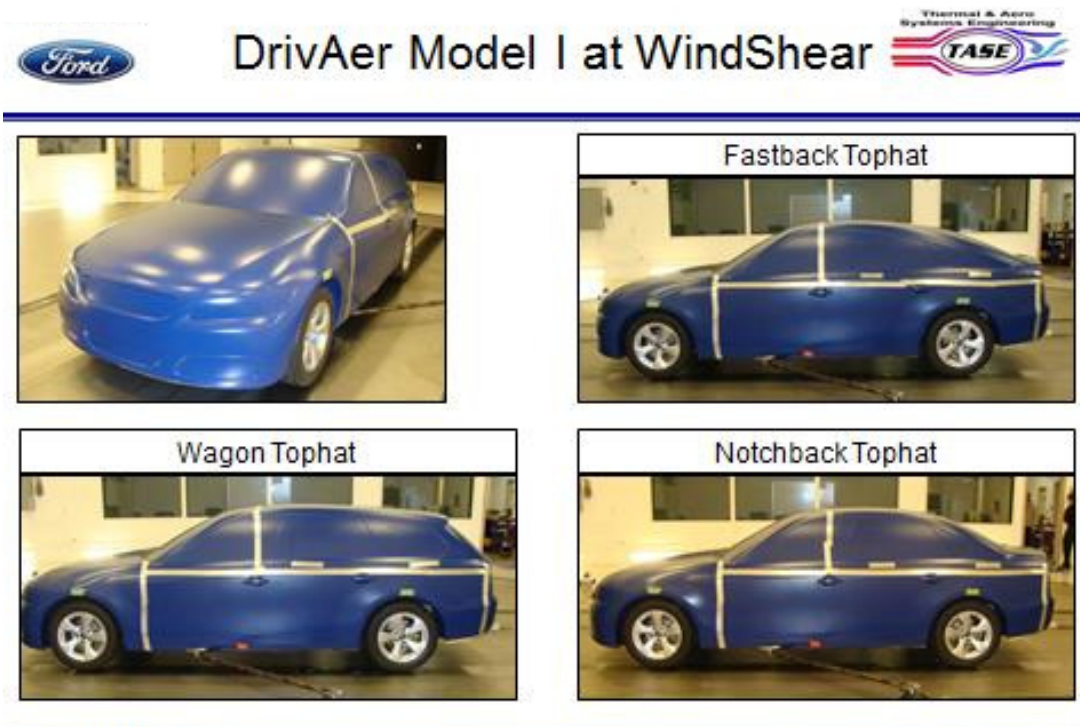 Ford
DrivAer Model I at WindShear
Thermal & Aero
Systems Engineering
TASE
Fastback Tophat
Wagon Tophat
Notchback Tophat